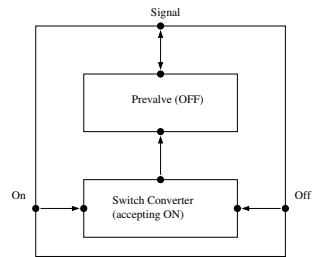 Signal
Prevalve (OFF)
On
Off
Switch Converter
(accepting ON)